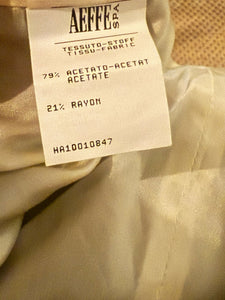 AEFFE SPA
TESSUTO-STOFF
TISSU-FABRIC
79% ACETATO-ACETAT
ACETATE
21% RAYON
HA10010847